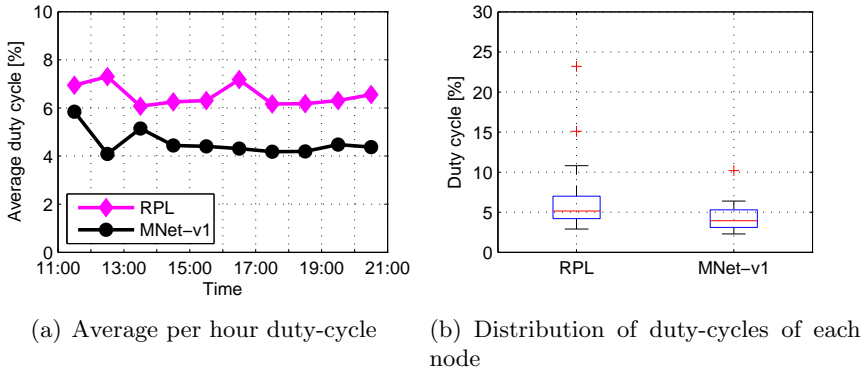 10
8
6
4
2
0
Average duty cycle [%]
RPL
MNet-v1
11:00 13:00 15:00 17:00 19:00 21:00
Time
(a) Average per hour duty-cycle
30
25
20
15
10
5
0
Duty cycle [%]
RPL MNet-v1
(b) Distribution of duty-cycles of each
node